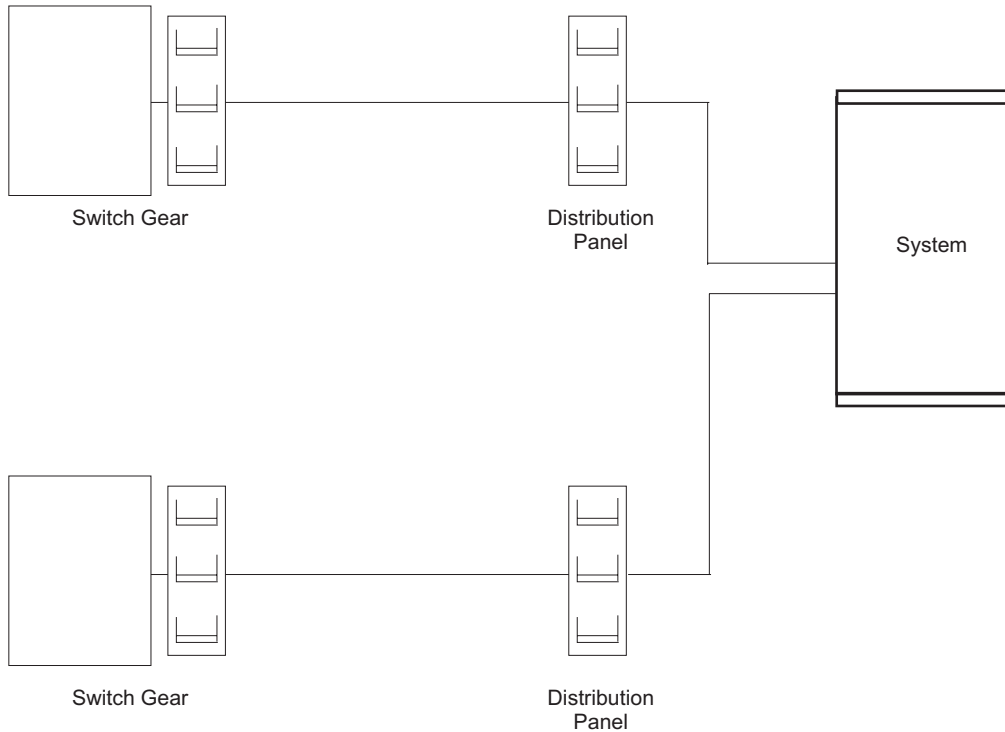 Switch Gear
Distribution
Panel
System
Switch Gear
Distribution
Panel